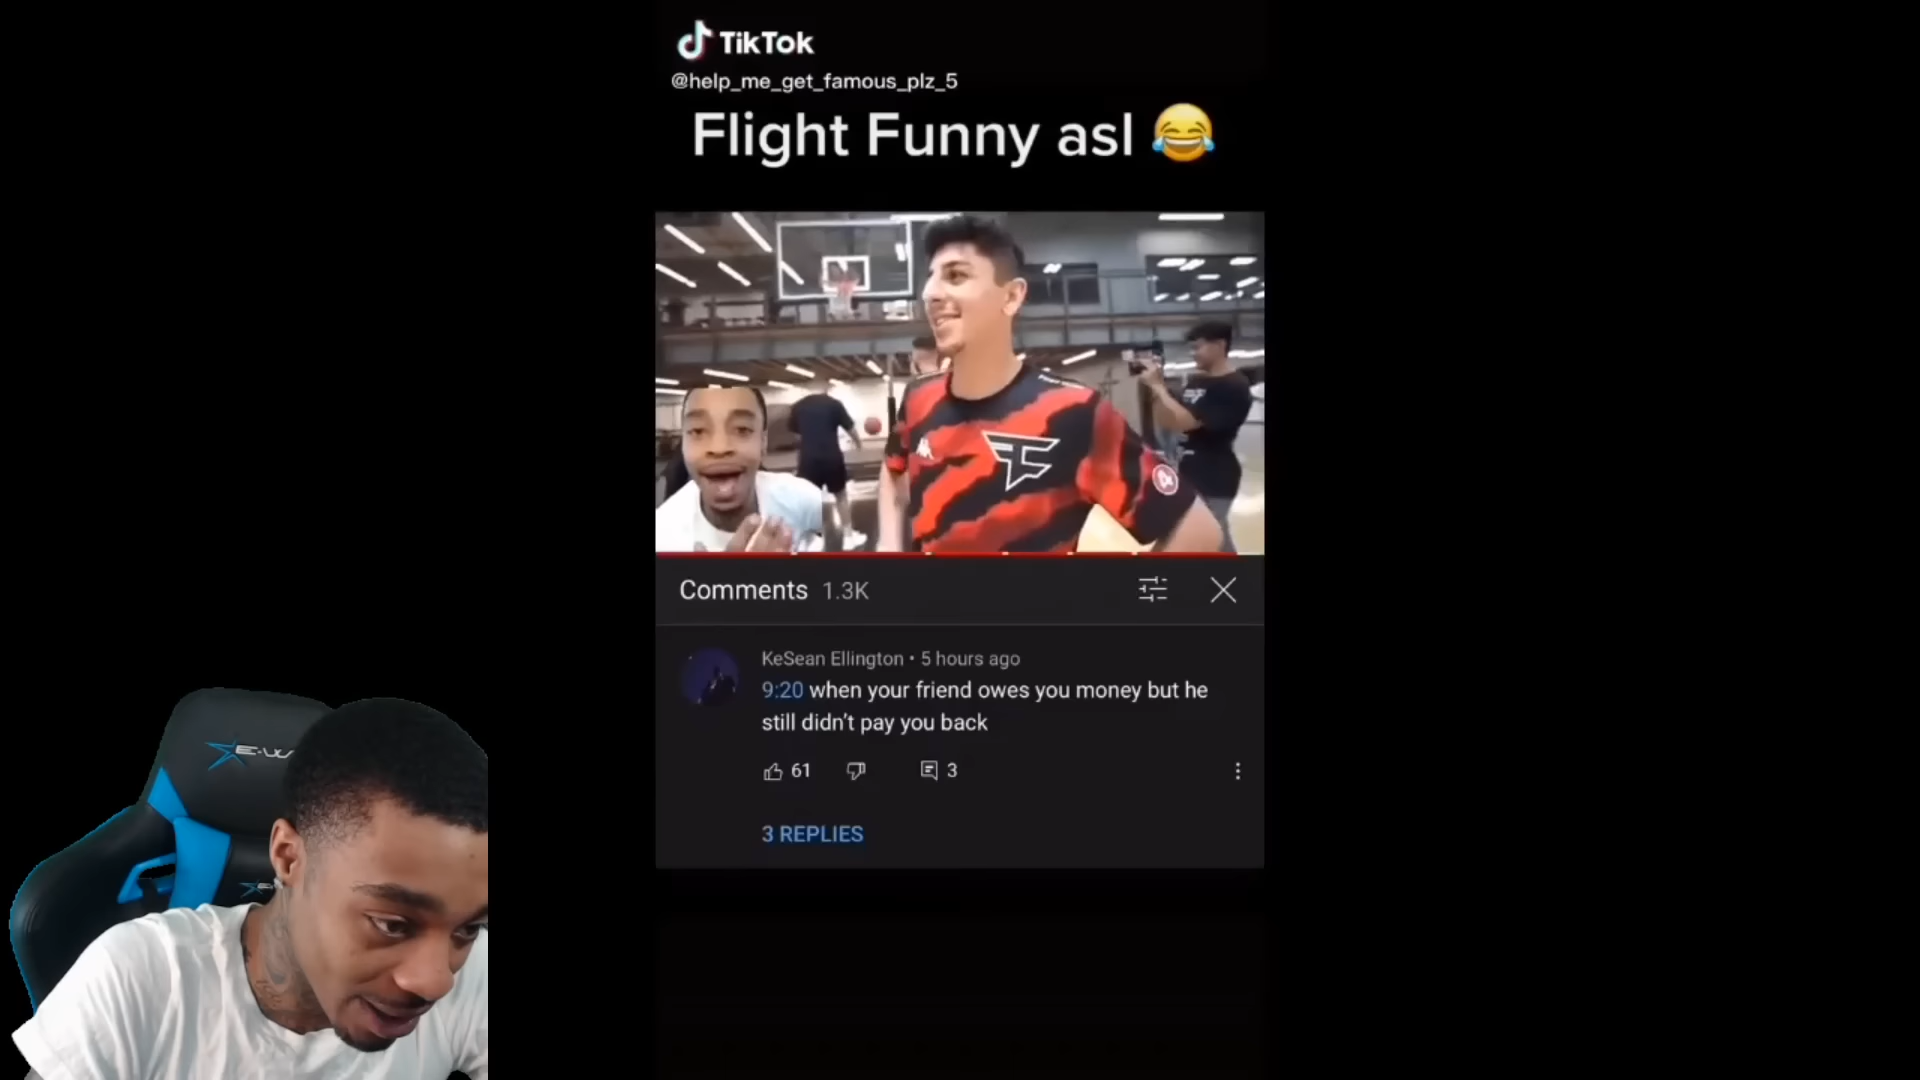 TikTok
@help_me_get_famous_plz_5
Flight Funny asl 😂
Comments 1.3K
KeSean Ellington • 5 hours ago
9:20 when your friend owes you money but he
still didn't pay you back
61
3
3 REPLIES
E-W